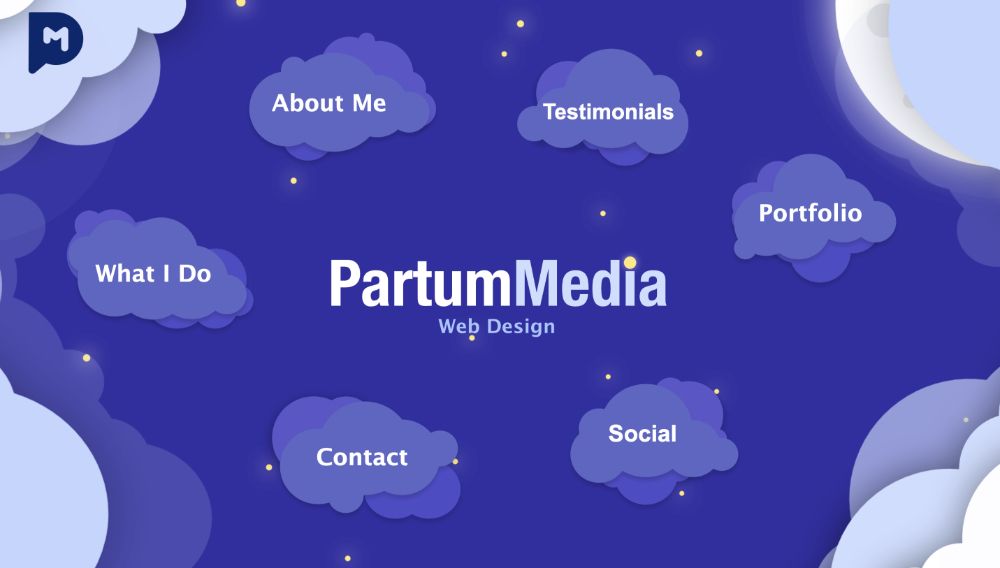 M
About Me
Testimonials
Portfolio
What I Do
PartumMedia
Web Design
Contact
Social